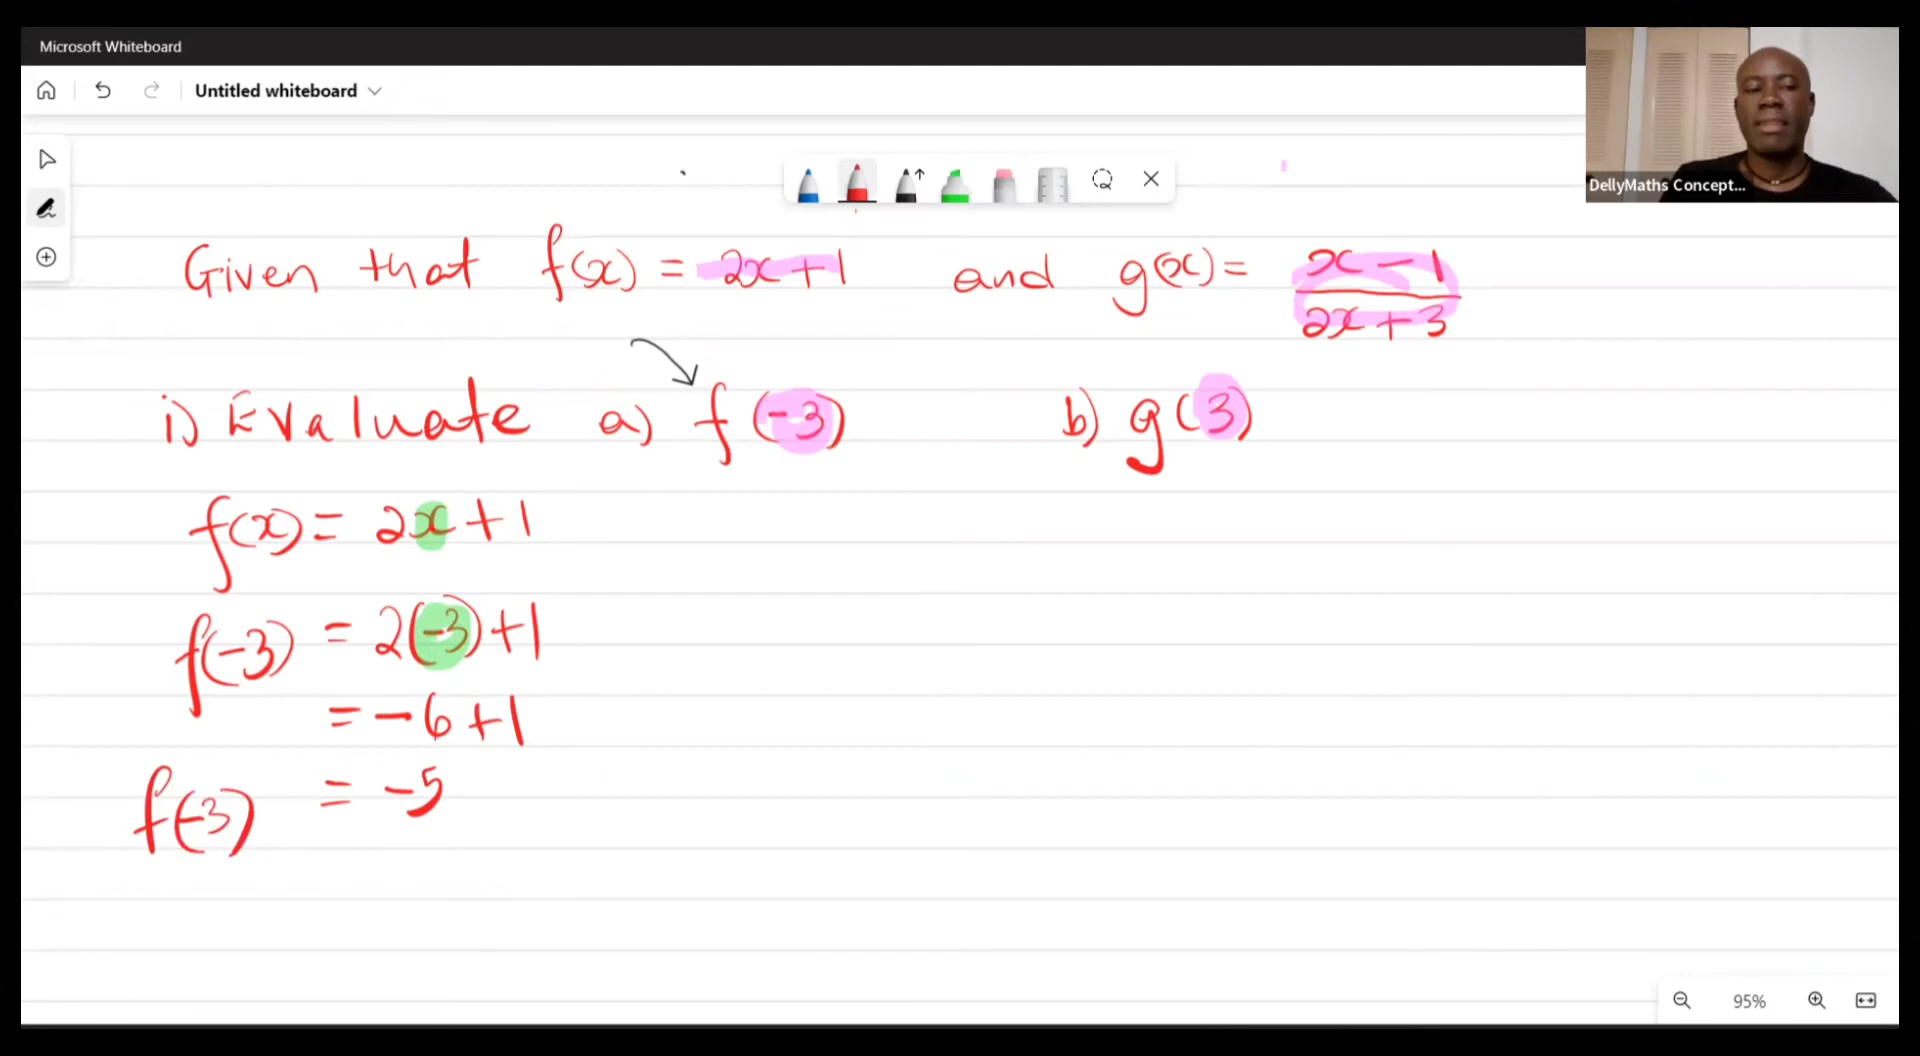 Microsoft Whiteboard
Untitled whiteboard
DellyMaths Concept...
Given that f(x) = 2x+1 and g(x) = \frac{x-1}{2x+3}
i) Evaluate a) f(-3) b) g(3)
f(x) = 2x+1
f(-3) = 2(-3)+1
= -6+1
f(-3) = -5
95%